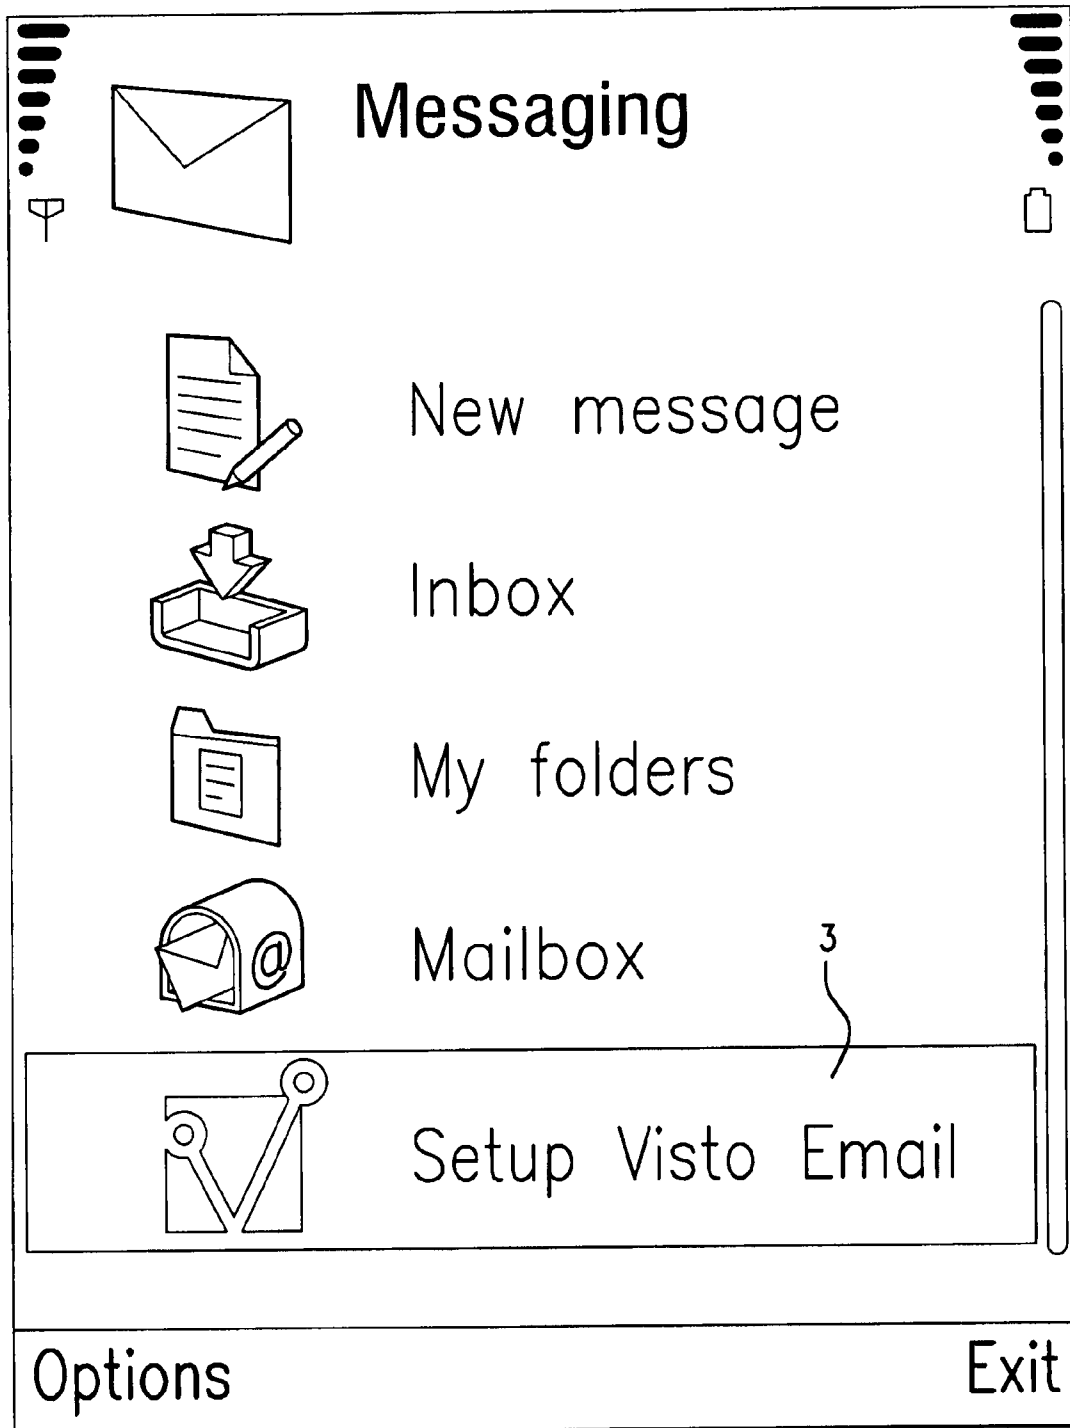 Messaging
New message
Inbox
My folders
@ Mailbox
3
Setup Visto Email
Options Exit